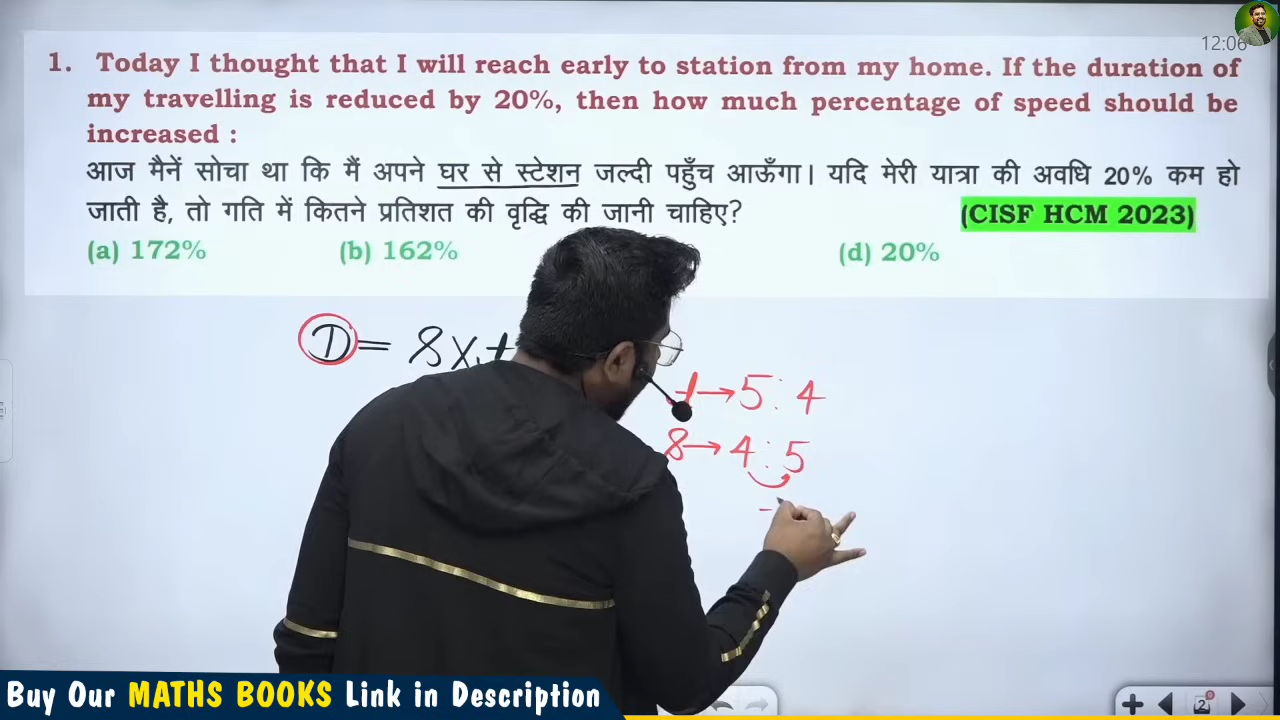 12:06
1. Today I thought that I will reach early to station from my home. If the duration of
my travelling is reduced by 20%, then how much percentage of speed should be
increased :
आज मैनें सोचा था कि मैं अपने घर से स्टेशन जल्दी पहुँच आऊँगा। यदि मेरी यात्रा की अवधि 20% कम हो
जाती है, तो गति में कितने प्रतिशत की वृद्धि की जानी चाहिए?
(CISF HCM 2023)
(a) 172% (b) 162% (d) 20%
D = 8 x t
t → 5 : 4
8 → 4 : 5
Buy Our MATHS BOOKS Link in Description
2